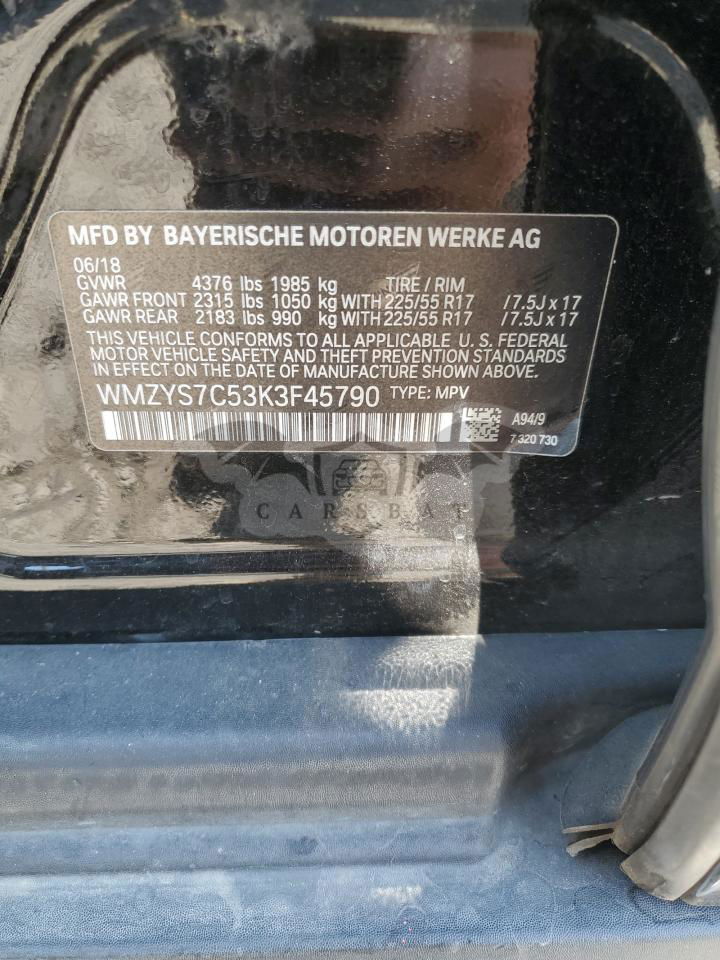 MFD BY BAYERISCHE MOTOREN WERKE AG
06/18
GVWR 4376 lbs 1985 kg TIRE / RIM
GAWR FRONT 2315 lbs 1050 kg WITH 225/55 R17 /7.5J x 17
GAWR REAR 2183 lbs 990 kg WITH 225/55 R17 /7.5J x 17
THIS VEHICLE CONFORMS TO ALL APPLICABLE U. S. FEDERAL
MOTOR VEHICLE SAFETY AND THEFT PREVENTION STANDARDS
IN EFFECT ON THE DATE OF MANUFACTURE SHOWN ABOVE.
WMZYS7C53K3F45790 TYPE: MPV
A94/9
7 320 730
CARSBAT